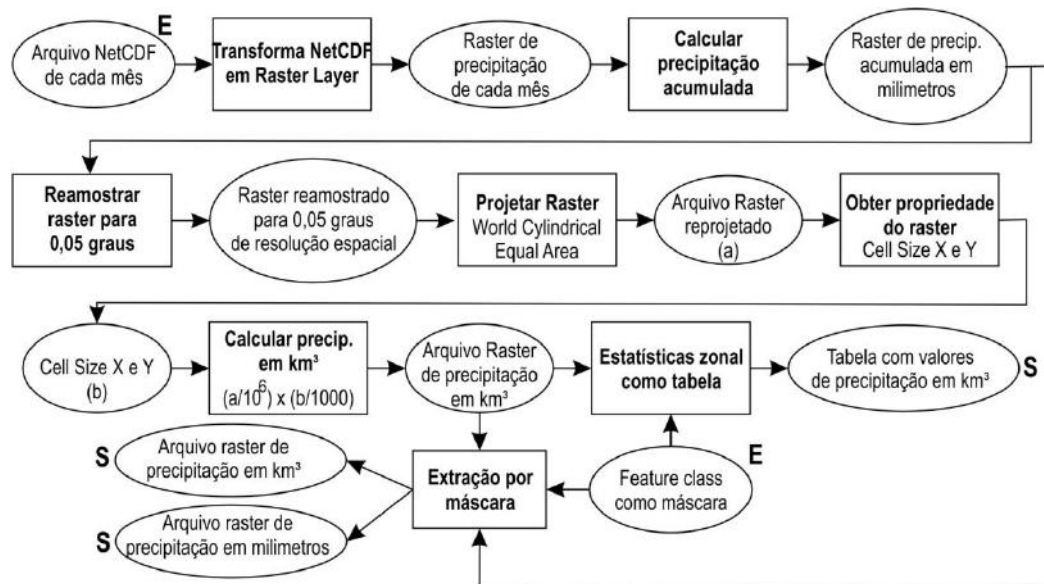 E
Arquivo NetCDF
de cada mês
Transforma NetCDF
em Raster Layer
Raster de
precipitação
de cada mês
Calcular
precipitação
acumulada
Raster de precip.
acumulada em
milimetros
Reamostrar
raster para
0,05 graus
Raster reamostrado
para 0,05 graus
de resolução espacial
Projetar Raster
World Cylindrical
Equal Area
Arquivo Raster
reprojetado
(a)
Obter propriedade
do raster
Cell Size X e Y
Cell Size X e Y
(b)
Calcular precip.
em km³
(a/10⁶) x (b/1000)
Arquivo Raster
de precipitação
em km³
Estatísticas zonal
como tabela
Tabela com valores
de precipitação em km³
S
S
Arquivo raster de
precipitação em km³
S
Arquivo raster de
precipitação em milimetros
Extração por
máscara
Feature class
como máscara
E